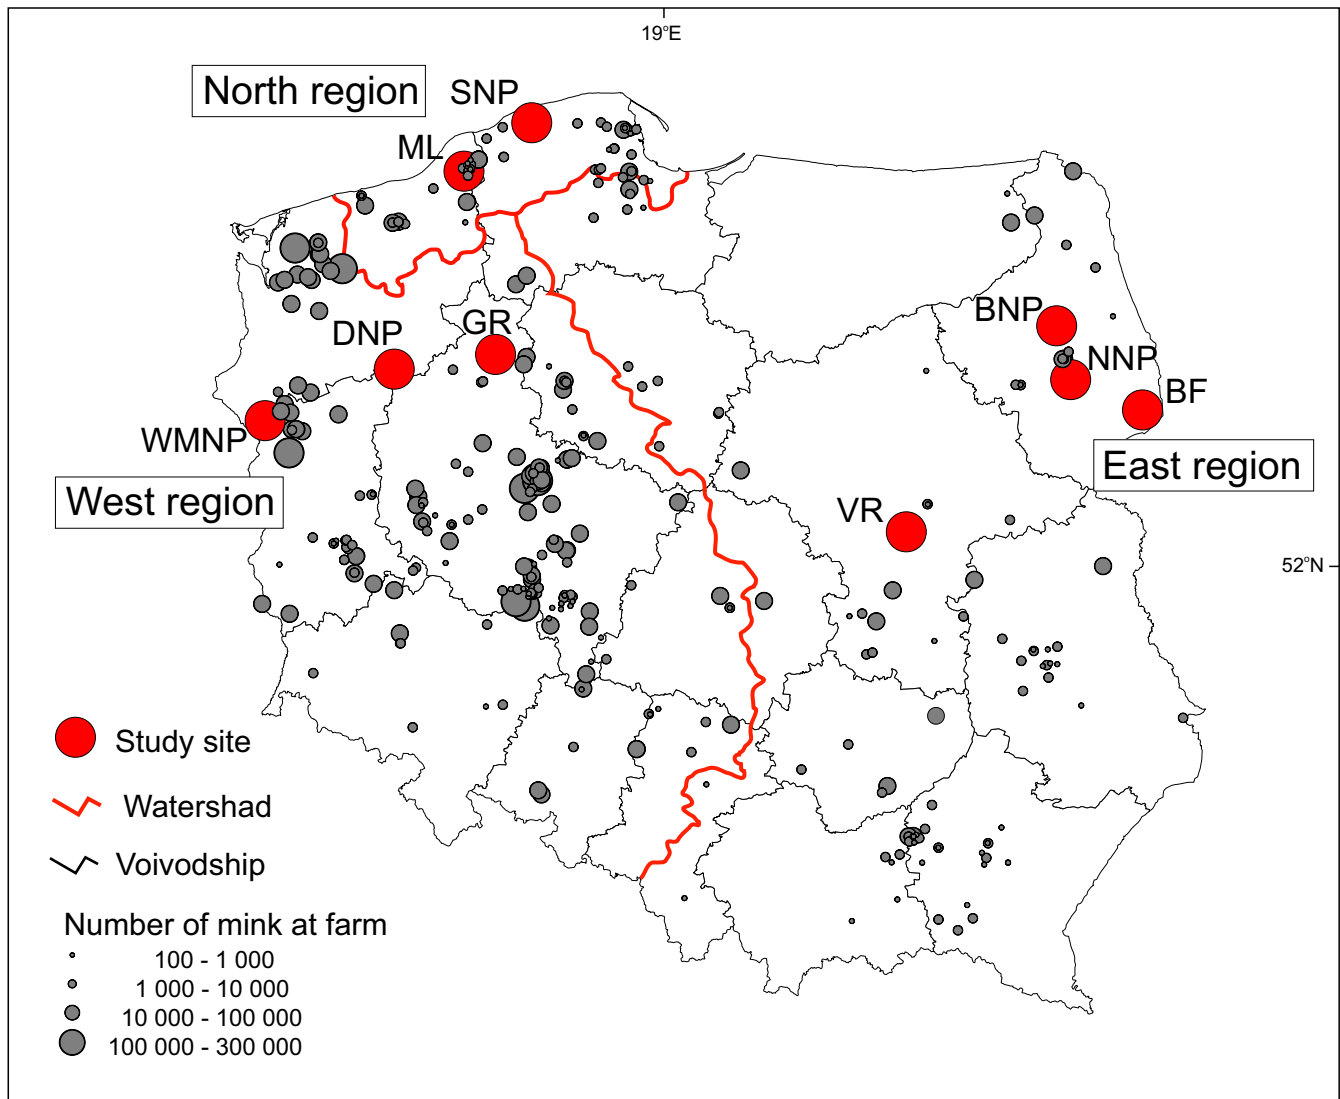 19°E
North region
SNP
ML
BNP
DNP
GR
NNP
BF
WMNP
East region
West region
VR
52°N
Study site
Watershad
Voivodship
Number of mink at farm
100 - 1 000
1 000 - 10 000
10 000 - 100 000
100 000 - 300 000